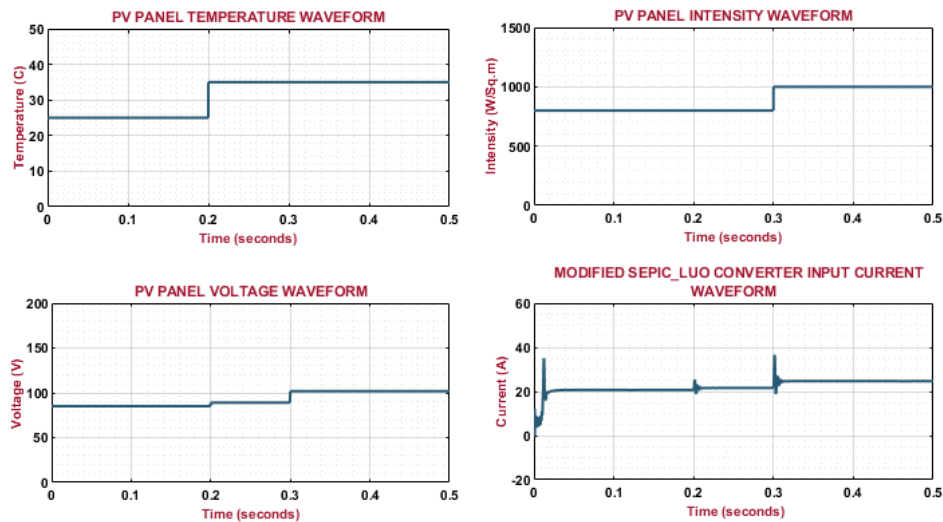 PV PANEL TEMPERATURE WAVEFORM
50
40
30
20
10
0
Temperature (C)
0 0.1 0.2 0.3 0.4 0.5
Time (seconds)
PV PANEL INTENSITY WAVEFORM
1500
1000
500
0
Intensity (W/Sq.m)
0 0.1 0.2 0.3 0.4 0.5
Time (seconds)
PV PANEL VOLTAGE WAVEFORM
200
150
100
50
0
Voltage (V)
0 0.1 0.2 0.3 0.4 0.5
Time (seconds)
MODIFIED SEPIC_LUO CONVERTER INPUT CURRENT
WAVEFORM
60
40
20
0
-20
Current (A)
0 0.1 0.2 0.3 0.4 0.5
Time (seconds)